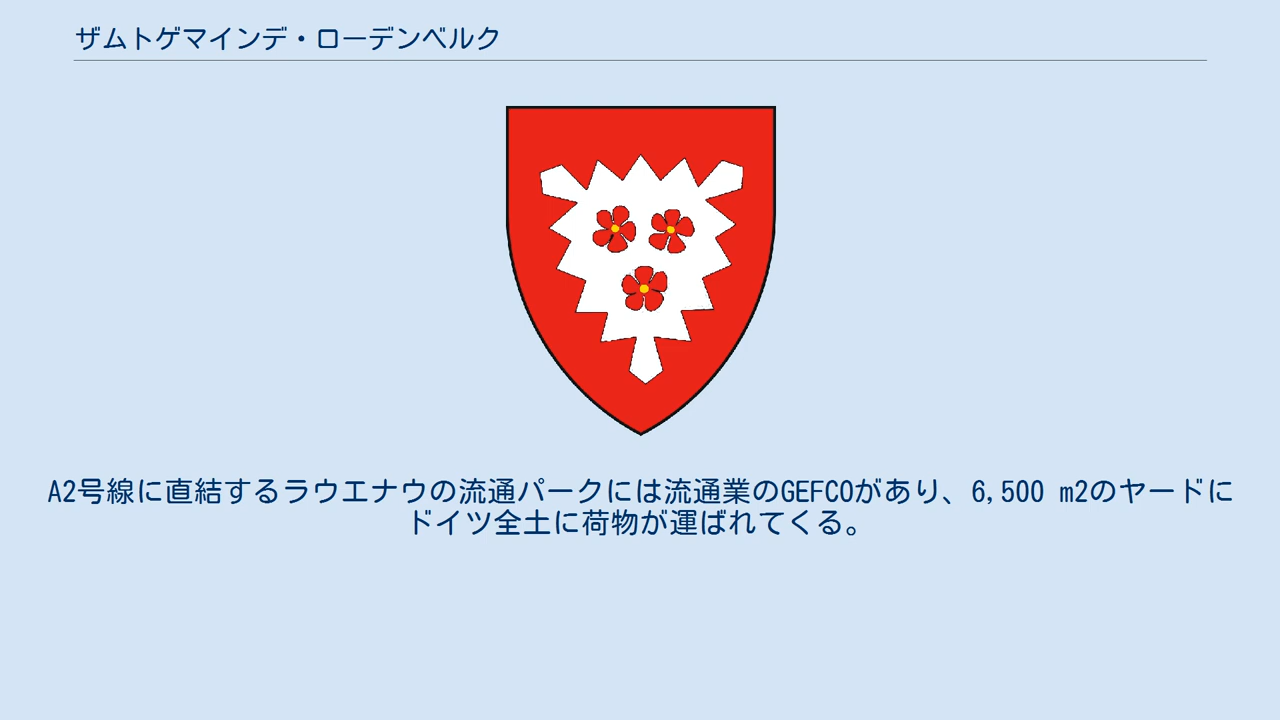 ザムトゲマインデ・ローデンベルク
A2号線に直結するラウエナウの流通パークには流通業のGEFCOがあり、6,500 m2のヤードに
ドイツ全土に荷物が運ばれてくる。